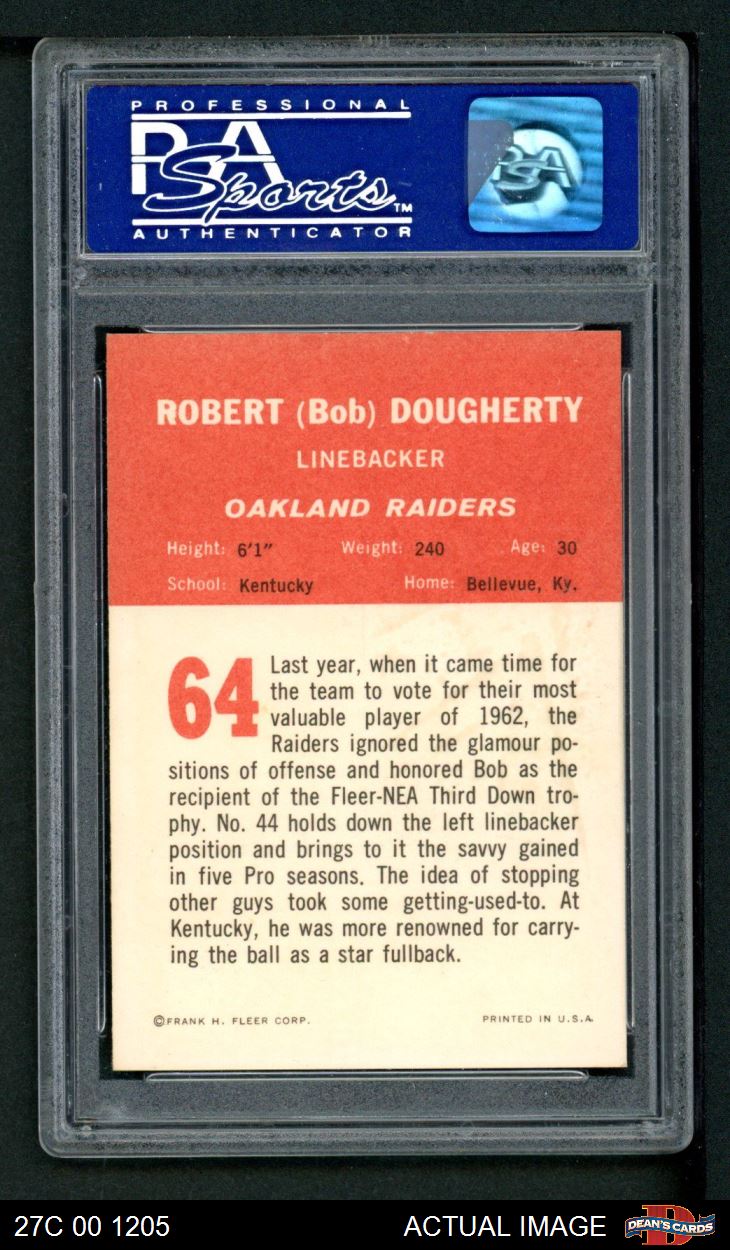 PROFESSIONAL
PSA
Sports™
AUTHENTICATOR
PSA
ROBERT (Bob) DOUGHERTY
LINEBACKER
OAKLAND RAIDERS
Height: 6'1" Weight: 240 Age: 30
School: Kentucky Home: Bellevue, Ky.
64
Last year, when it came time for
the team to vote for their most
valuable player of 1962, the
Raiders ignored the glamour po-
sitions of offense and honored Bob as the
recipient of the Fleer-NEA Third Down tro-
phy. No. 44 holds down the left linebacker
position and brings to it the savvy gained
in five Pro seasons. The idea of stopping
other guys took some getting-used-to. At
Kentucky, he was more renowned for carry-
ing the ball as a star fullback.
©FRANK H. FLEER CORP. PRINTED IN U.S.A.
27C 00 1205 ACTUAL IMAGE DEAN'S CARDS